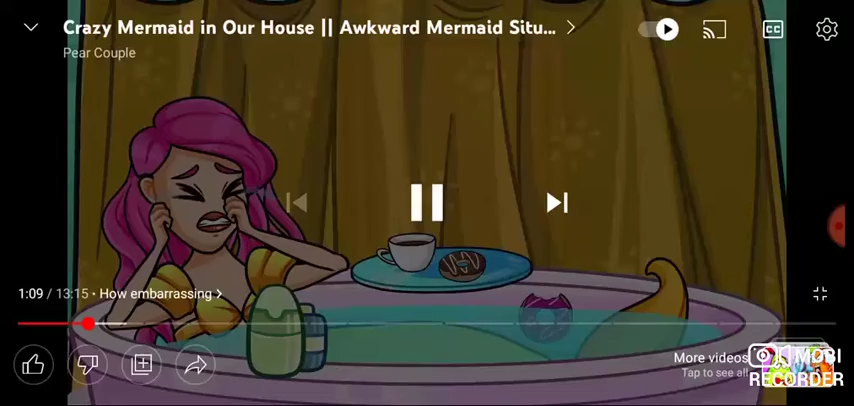 Crazy Mermaid in Our House || Awkward Mermaid Situ...
Pear Couple
CC
1:09 / 13:15 • How embarrassing
More videos
Tap to see all
MOBI
RECORDER